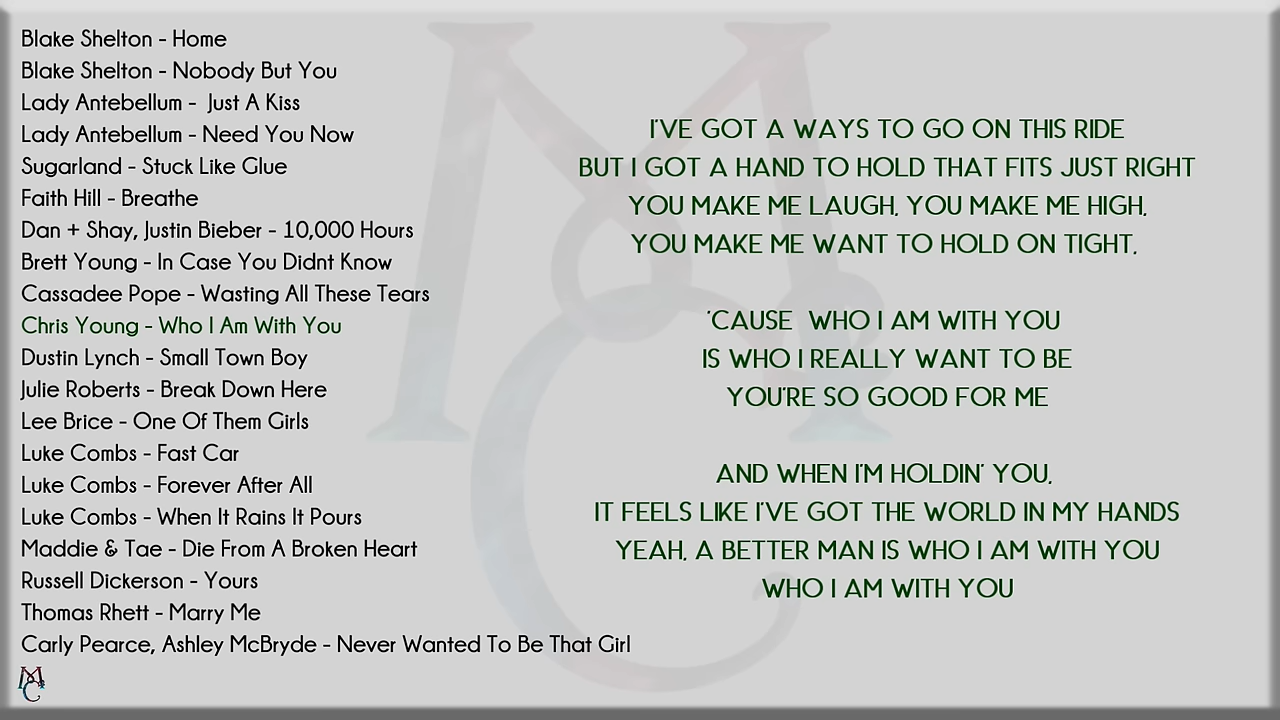 Blake Shelton - Home
Blake Shelton - Nobody But You
Lady Antebellum -  Just A Kiss
Lady Antebellum - Need You Now
Sugarland - Stuck Like Glue
Faith Hill - Breathe
Dan + Shay, Justin Bieber - 10,000 Hours
Brett Young - In Case You Didnt Know
Cassadee Pope - Wasting All These Tears
Chris Young - Who I Am With You
Dustin Lynch - Small Town Boy
Julie Roberts - Break Down Here
Lee Brice - One Of Them Girls
Luke Combs - Fast Car
Luke Combs - Forever After All
Luke Combs - When It Rains It Pours
Maddie & Tae - Die From A Broken Heart
Russell Dickerson - Yours
Thomas Rhett - Marry Me
Carly Pearce, Ashley McBryde - Never Wanted To Be That Girl
MC
I'VE GOT A WAYS TO GO ON THIS RIDE
BUT I GOT A HAND TO HOLD THAT FITS JUST RIGHT
YOU MAKE ME LAUGH, YOU MAKE ME HIGH,
YOU MAKE ME WANT TO HOLD ON TIGHT,
'CAUSE  WHO I AM WITH YOU
IS WHO I REALLY WANT TO BE
YOU'RE SO GOOD FOR ME
AND WHEN I'M HOLDIN' YOU,
IT FEELS LIKE I'VE GOT THE WORLD IN MY HANDS
YEAH, A BETTER MAN IS WHO I AM WITH YOU
WHO I AM WITH YOU